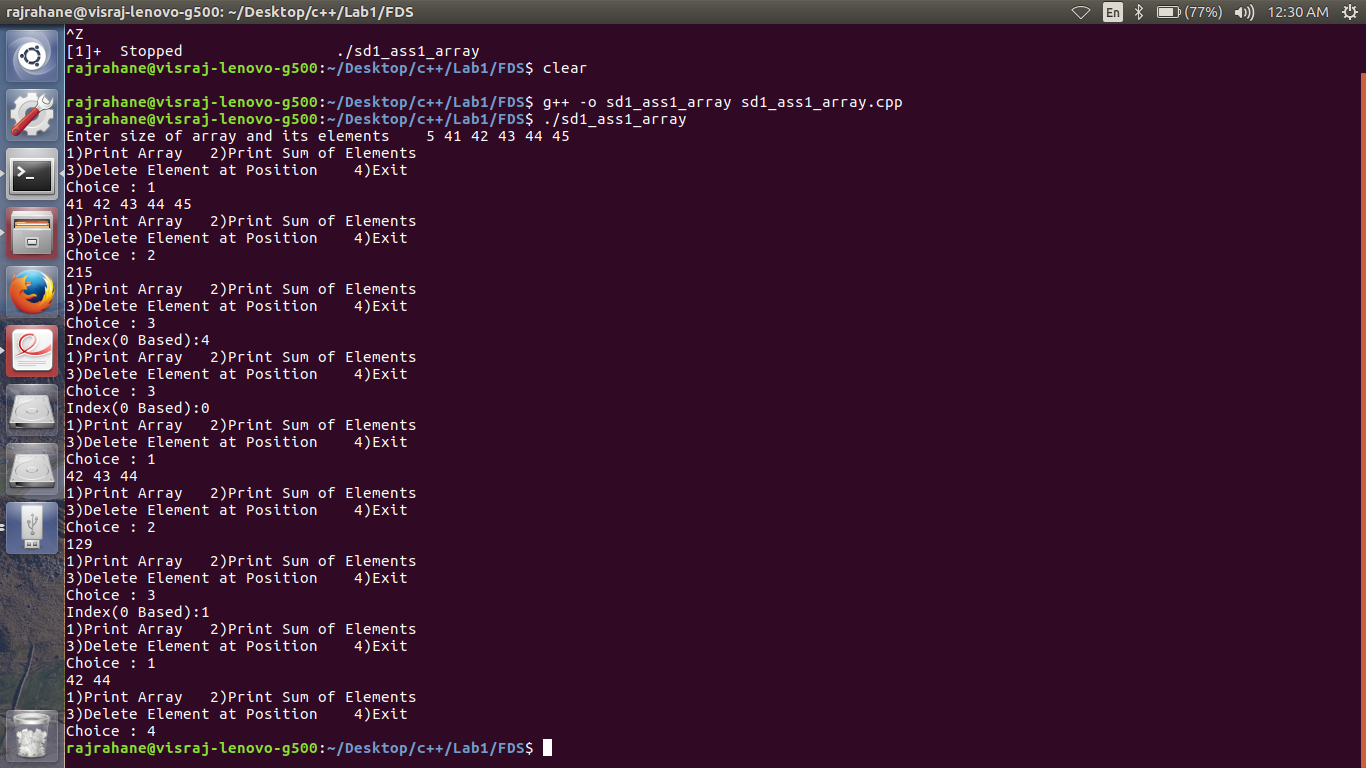 rajrahane@visraj-lenovo-g500: ~/Desktop/c++/Lab1/FDS En (77%) 12:30 AM
^Z
[1]+  Stopped                 ./sd1_ass1_array
rajrahane@visraj-lenovo-g500:~/Desktop/c++/Lab1/FDS$ clear
rajrahane@visraj-lenovo-g500:~/Desktop/c++/Lab1/FDS$ g++ -o sd1_ass1_array sd1_ass1_array.cpp
rajrahane@visraj-lenovo-g500:~/Desktop/c++/Lab1/FDS$ ./sd1_ass1_array
Enter size of array and its elements    5 41 42 43 44 45
1)Print Array   2)Print Sum of Elements
3)Delete Element at Position    4)Exit
Choice : 1
41 42 43 44 45
1)Print Array   2)Print Sum of Elements
3)Delete Element at Position    4)Exit
Choice : 2
215
1)Print Array   2)Print Sum of Elements
3)Delete Element at Position    4)Exit
Choice : 3
Index(0 Based):4
1)Print Array   2)Print Sum of Elements
3)Delete Element at Position    4)Exit
Choice : 3
Index(0 Based):0
1)Print Array   2)Print Sum of Elements
3)Delete Element at Position    4)Exit
Choice : 1
42 43 44
1)Print Array   2)Print Sum of Elements
3)Delete Element at Position    4)Exit
Choice : 2
129
1)Print Array   2)Print Sum of Elements
3)Delete Element at Position    4)Exit
Choice : 3
Index(0 Based):1
1)Print Array   2)Print Sum of Elements
3)Delete Element at Position    4)Exit
Choice : 1
42 44
1)Print Array   2)Print Sum of Elements
3)Delete Element at Position    4)Exit
Choice : 4
rajrahane@visraj-lenovo-g500:~/Desktop/c++/Lab1/FDS$